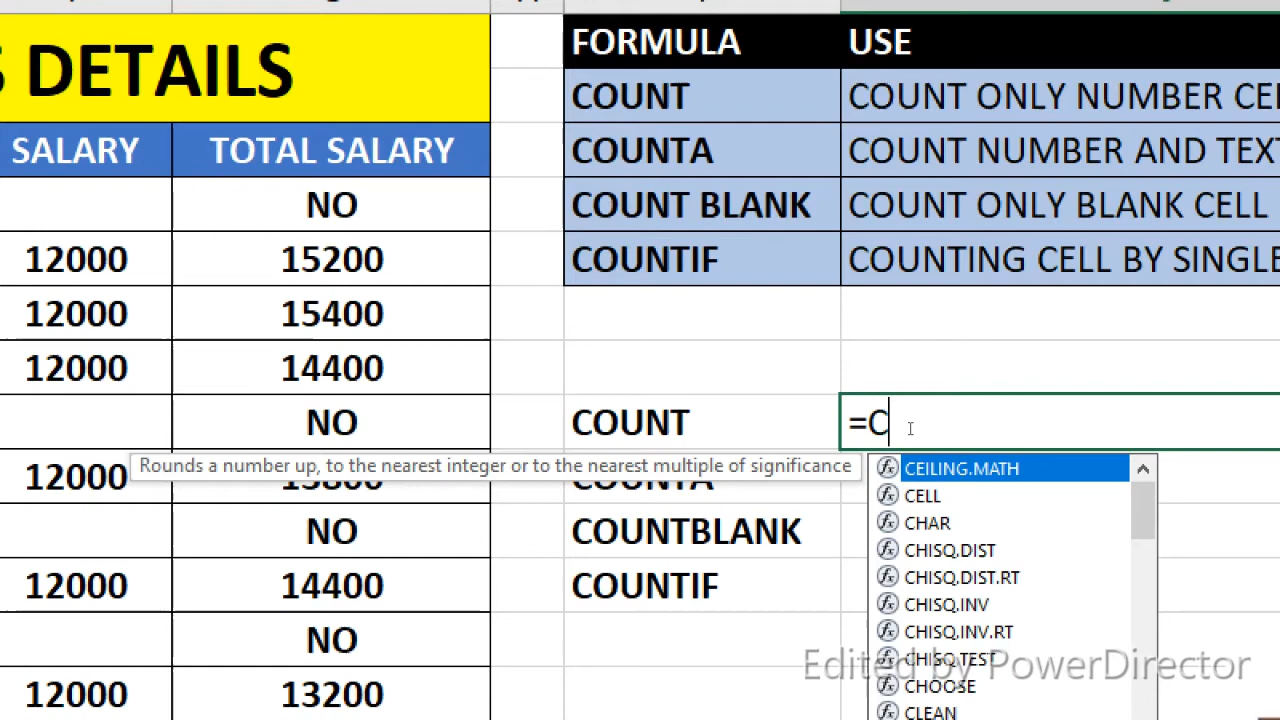 DETAILS
FORMULA USE
SALARY TOTAL SALARY
COUNT COUNT ONLY NUMBER
COUNTA COUNT NUMBER AND TEXT
NO COUNT BLANK COUNT ONLY BLANK CELL
12000 15200 COUNTIF COUNTING CELL BY SINGLE
12000 15400
12000 14400
NO COUNT =C
Rounds a number up, to the nearest integer or to the nearest multiple of significance
12000 CEILING.MATH
CELL
CHAR
NO COUNTBLANK
CHISQ.DIST
CHISQ.DIST.RT
12000 14400 COUNTIF
CHISQ.INV
CHISQ.INV.RT
NO
CHISQ.TEST
Edited by PowerDirector
CHOOSE
12000 13200
CLEAN